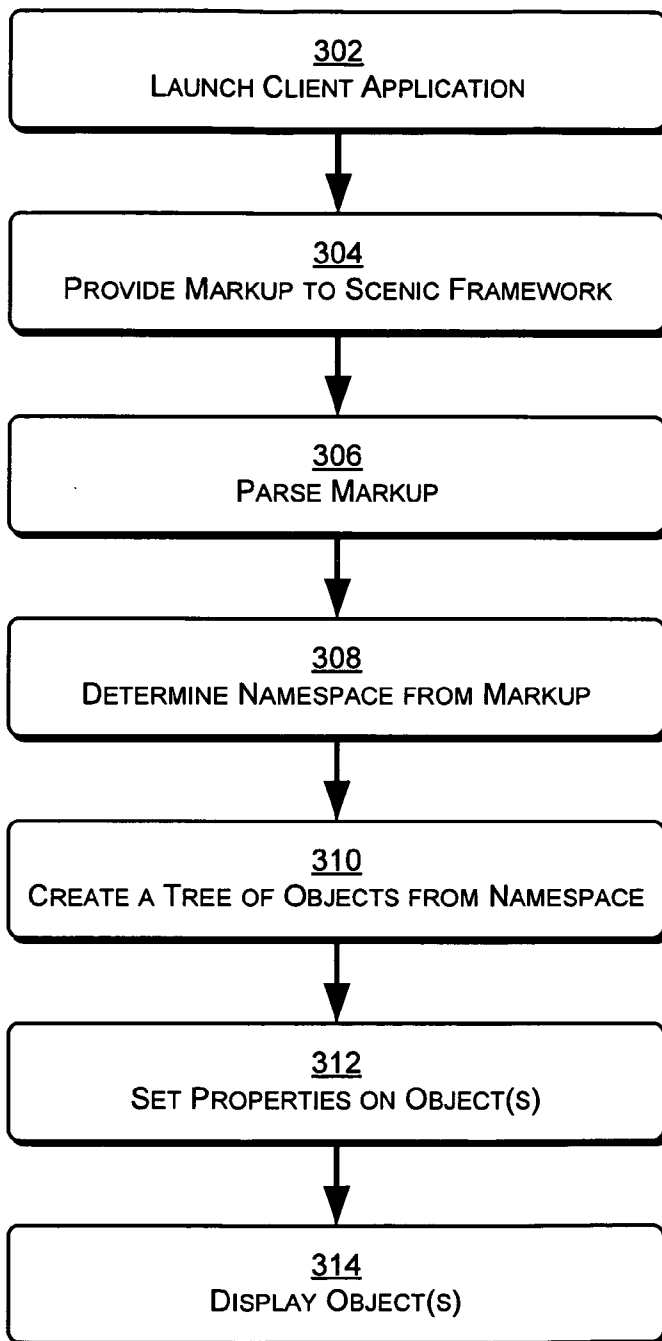 302
LAUNCH CLIENT APPLICATION
304
PROVIDE MARKUP TO SCENIC FRAMEWORK
306
PARSE MARKUP
308
DETERMINE NAMESPACE FROM MARKUP
310
CREATE A TREE OF OBJECTS FROM NAMESPACE
312
SET PROPERTIES ON OBJECT(S)
314
DISPLAY OBJECT(S)